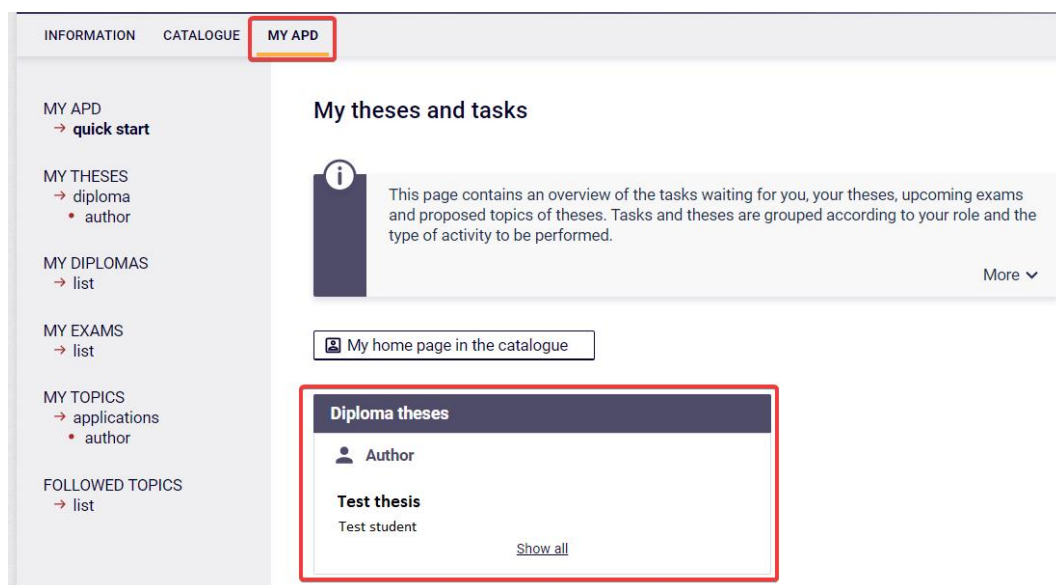 INFORMATION CATALOGUE MY APD
MY APD
→ quick start
MY THESES
→ diploma
• author
MY DIPLOMAS
→ list
MY EXAMS
→ list
MY TOPICS
→ applications
• author
FOLLOWED TOPICS
→ list
My theses and tasks
This page contains an overview of the tasks waiting for you, your theses, upcoming exams
and proposed topics of theses. Tasks and theses are grouped according to your role and the
type of activity to be performed.
More
My home page in the catalogue
Diploma theses
Author
Test thesis
Test student
Show all